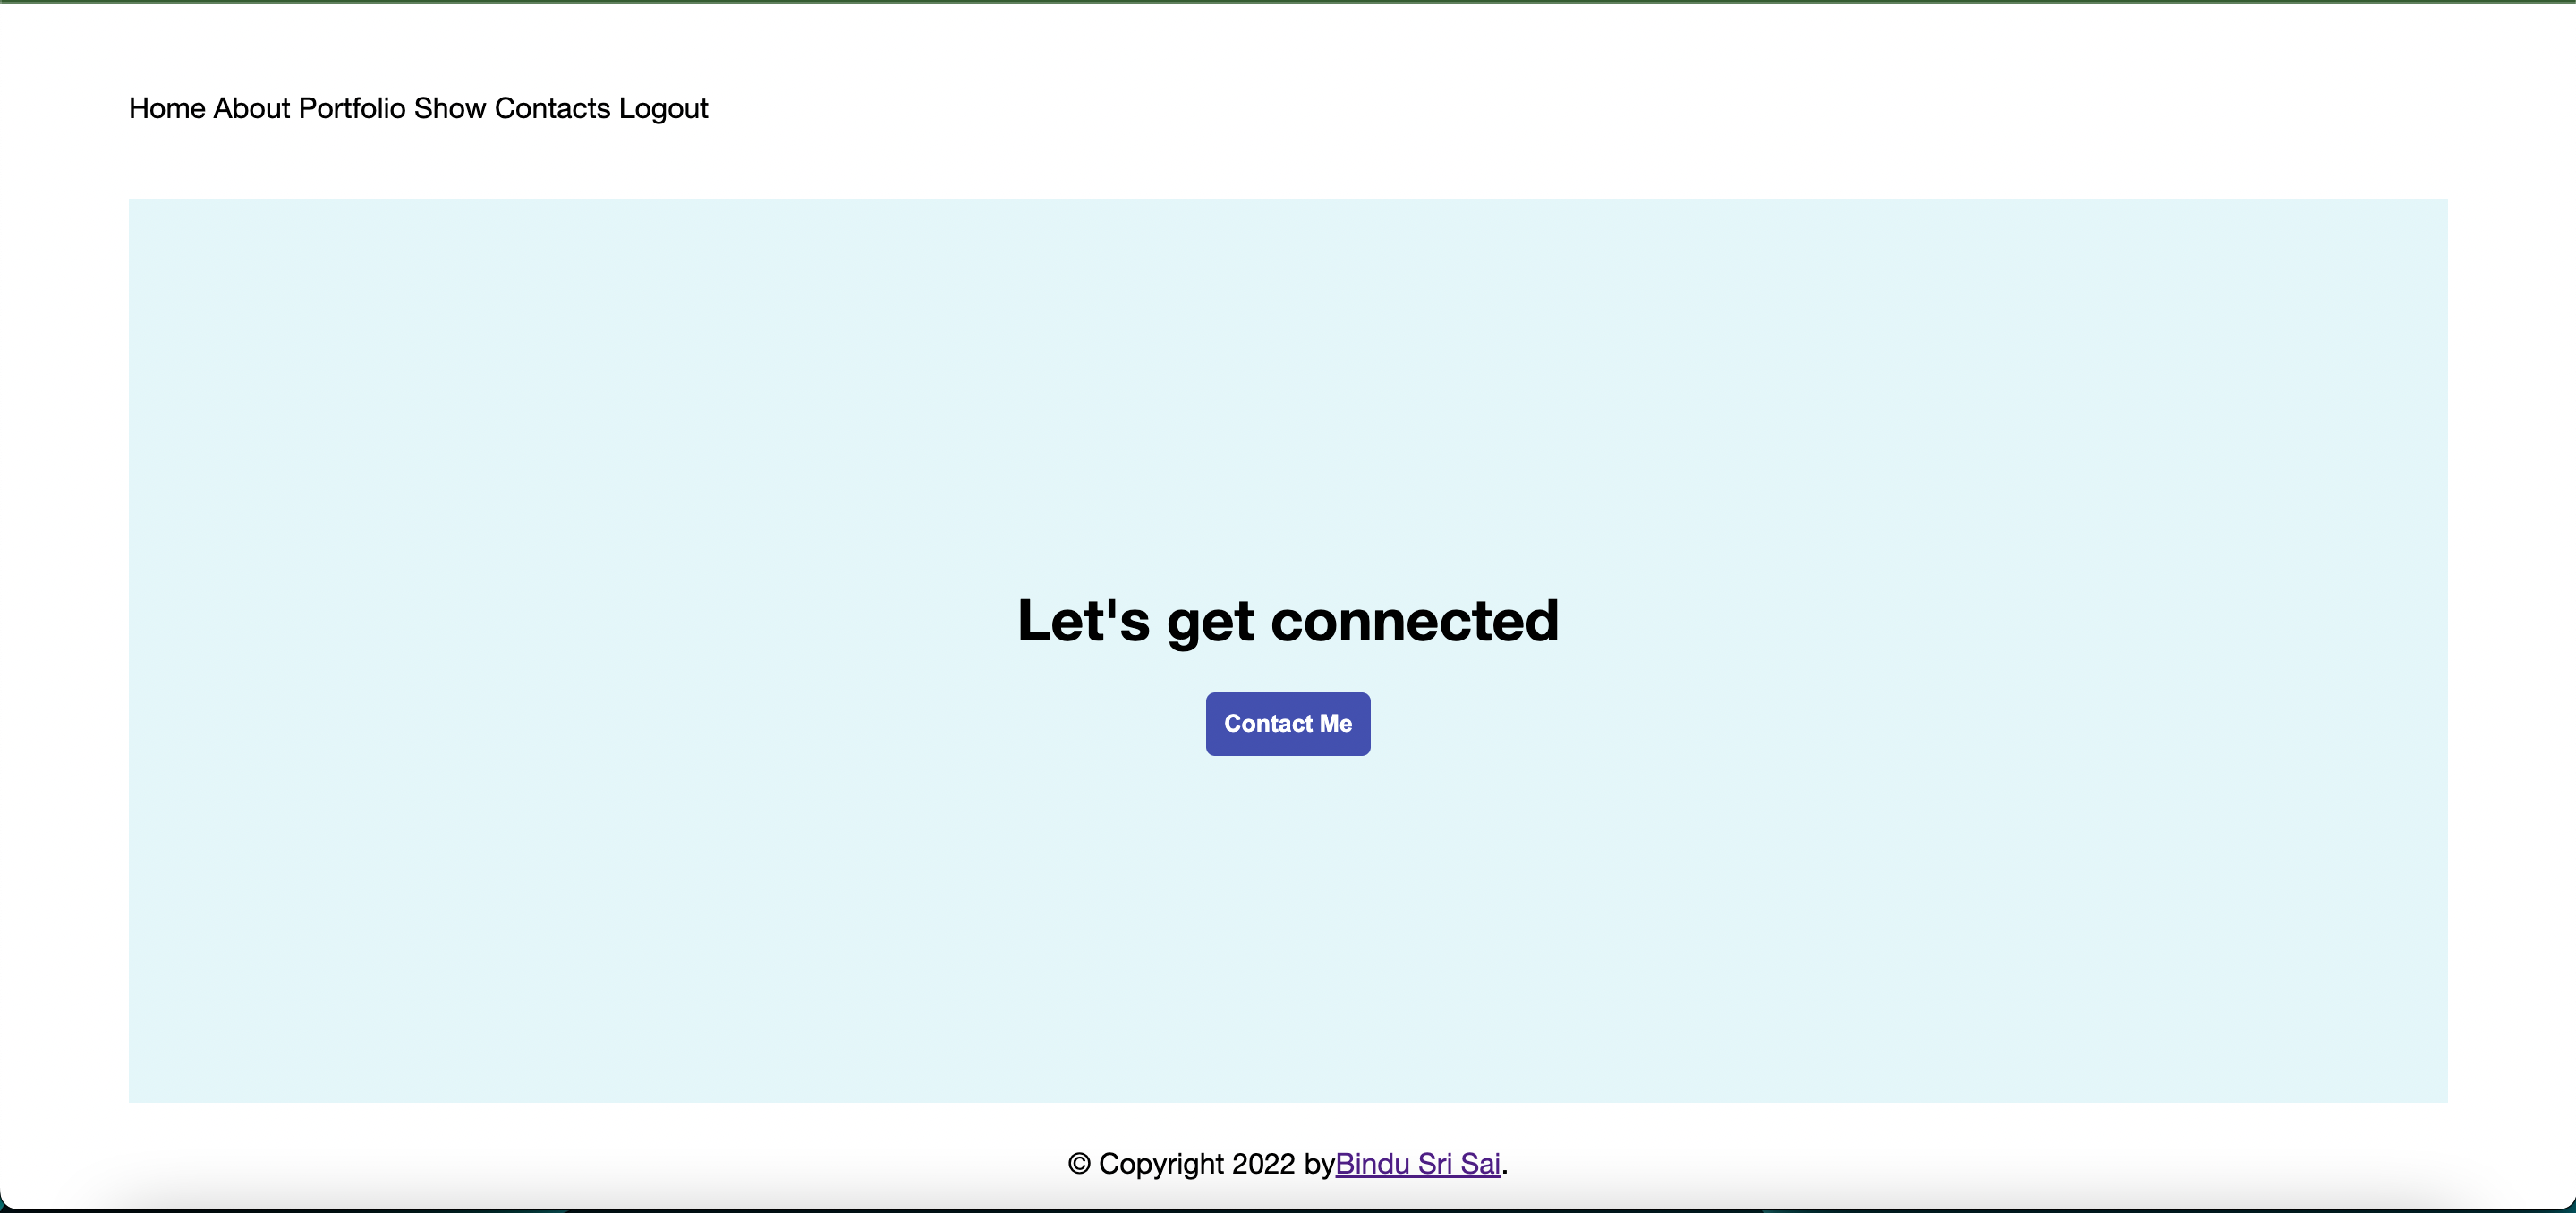 Home About Portfolio Show Contacts Logout
Let's get connected
Contact Me
© Copyright 2022 byBindu Sri Sai.